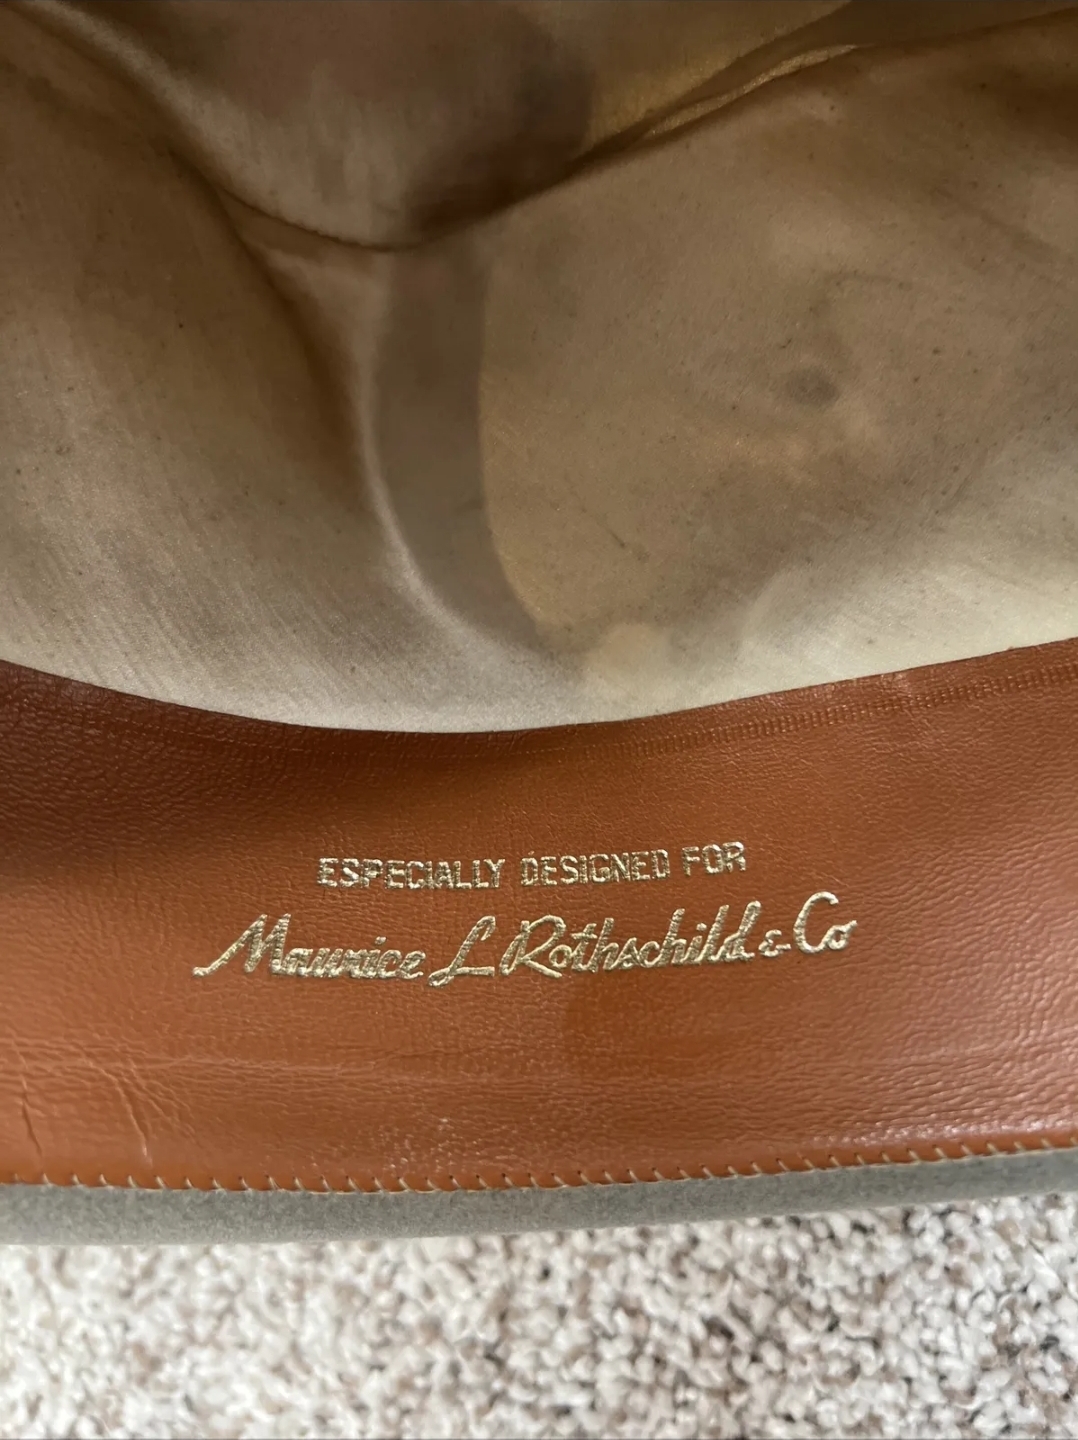 ESPECIALLY DESIGNED FOR
Maurice L Rothschild & Co